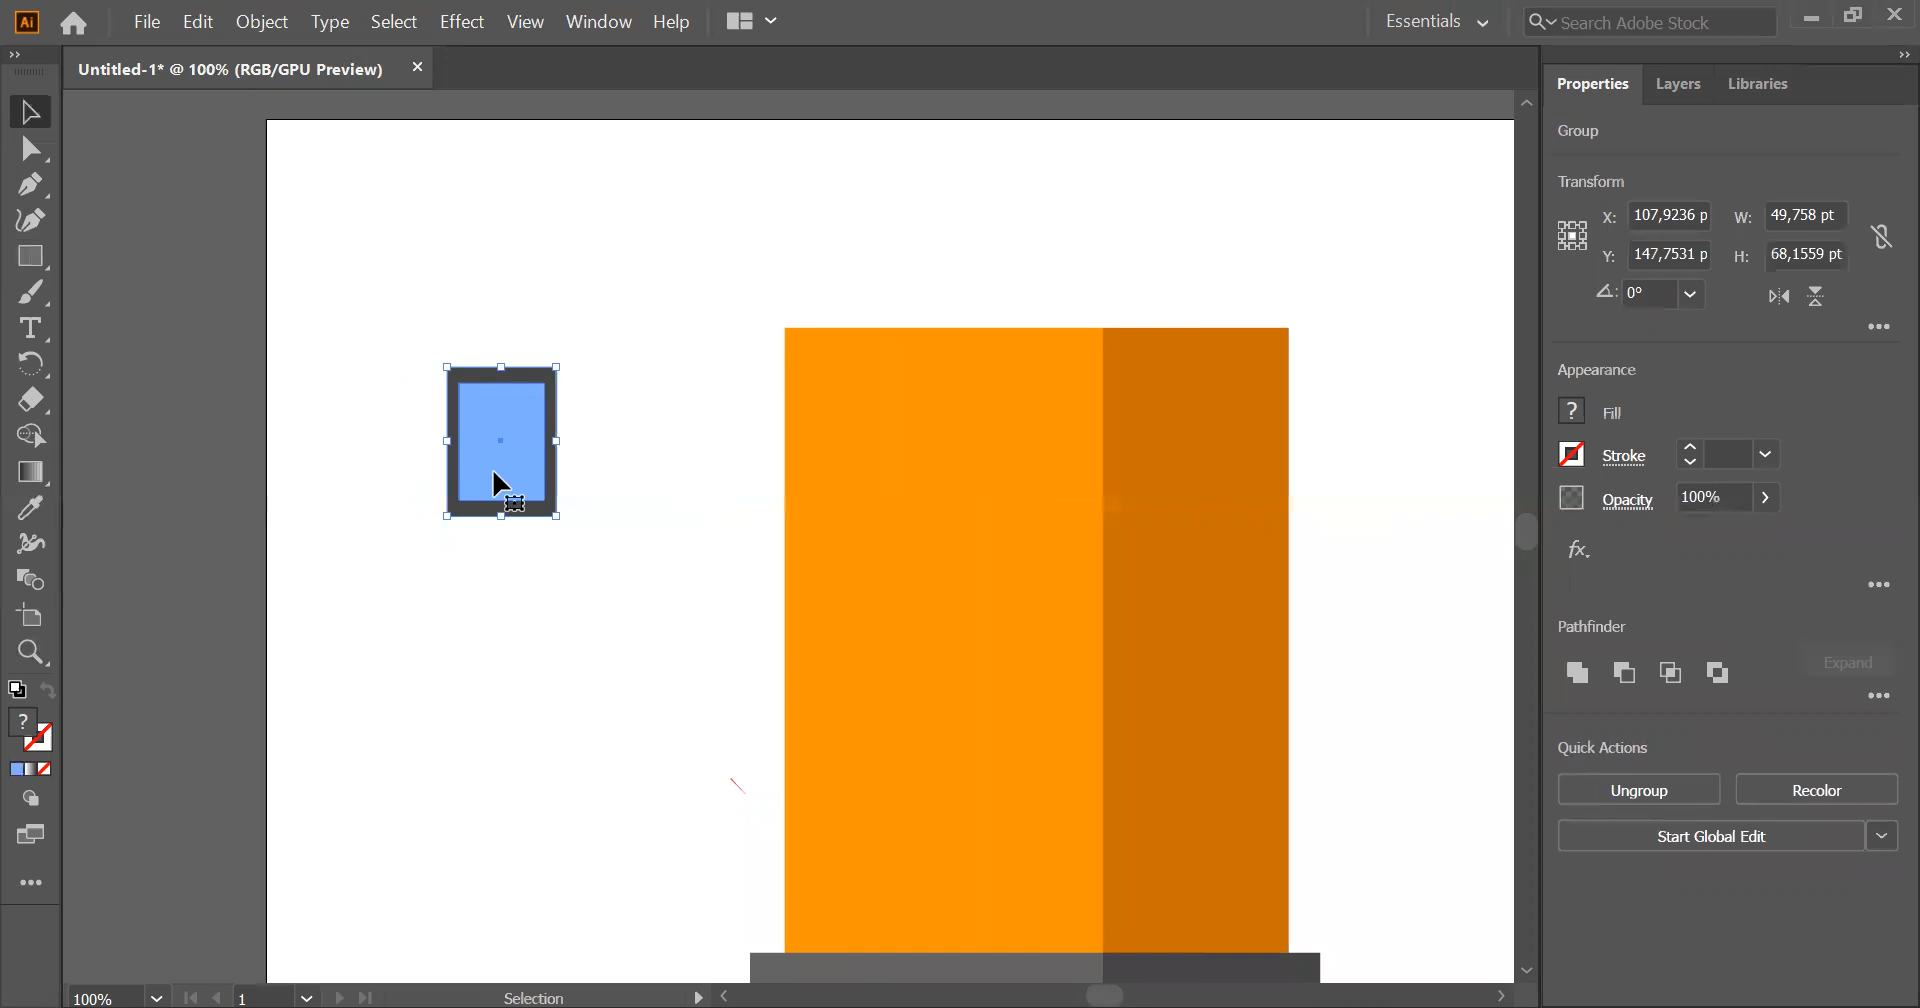 Ai File Edit Object Type Select Effect View Window Help Essentials Search Adobe Stock
Untitled-1* @ 100% (RGB/GPU Preview)
Properties Layers Libraries
Group
Transform
X: 107,9236 p W: 49,758 pt
Y: 147,7531 p H: 68,1559 pt
0°
Appearance
? Fill
Stroke
Opacity 100%
fx.
Pathfinder
Expand
Quick Actions
Ungroup Recolor
Start Global Edit
?
100% 1 Selection